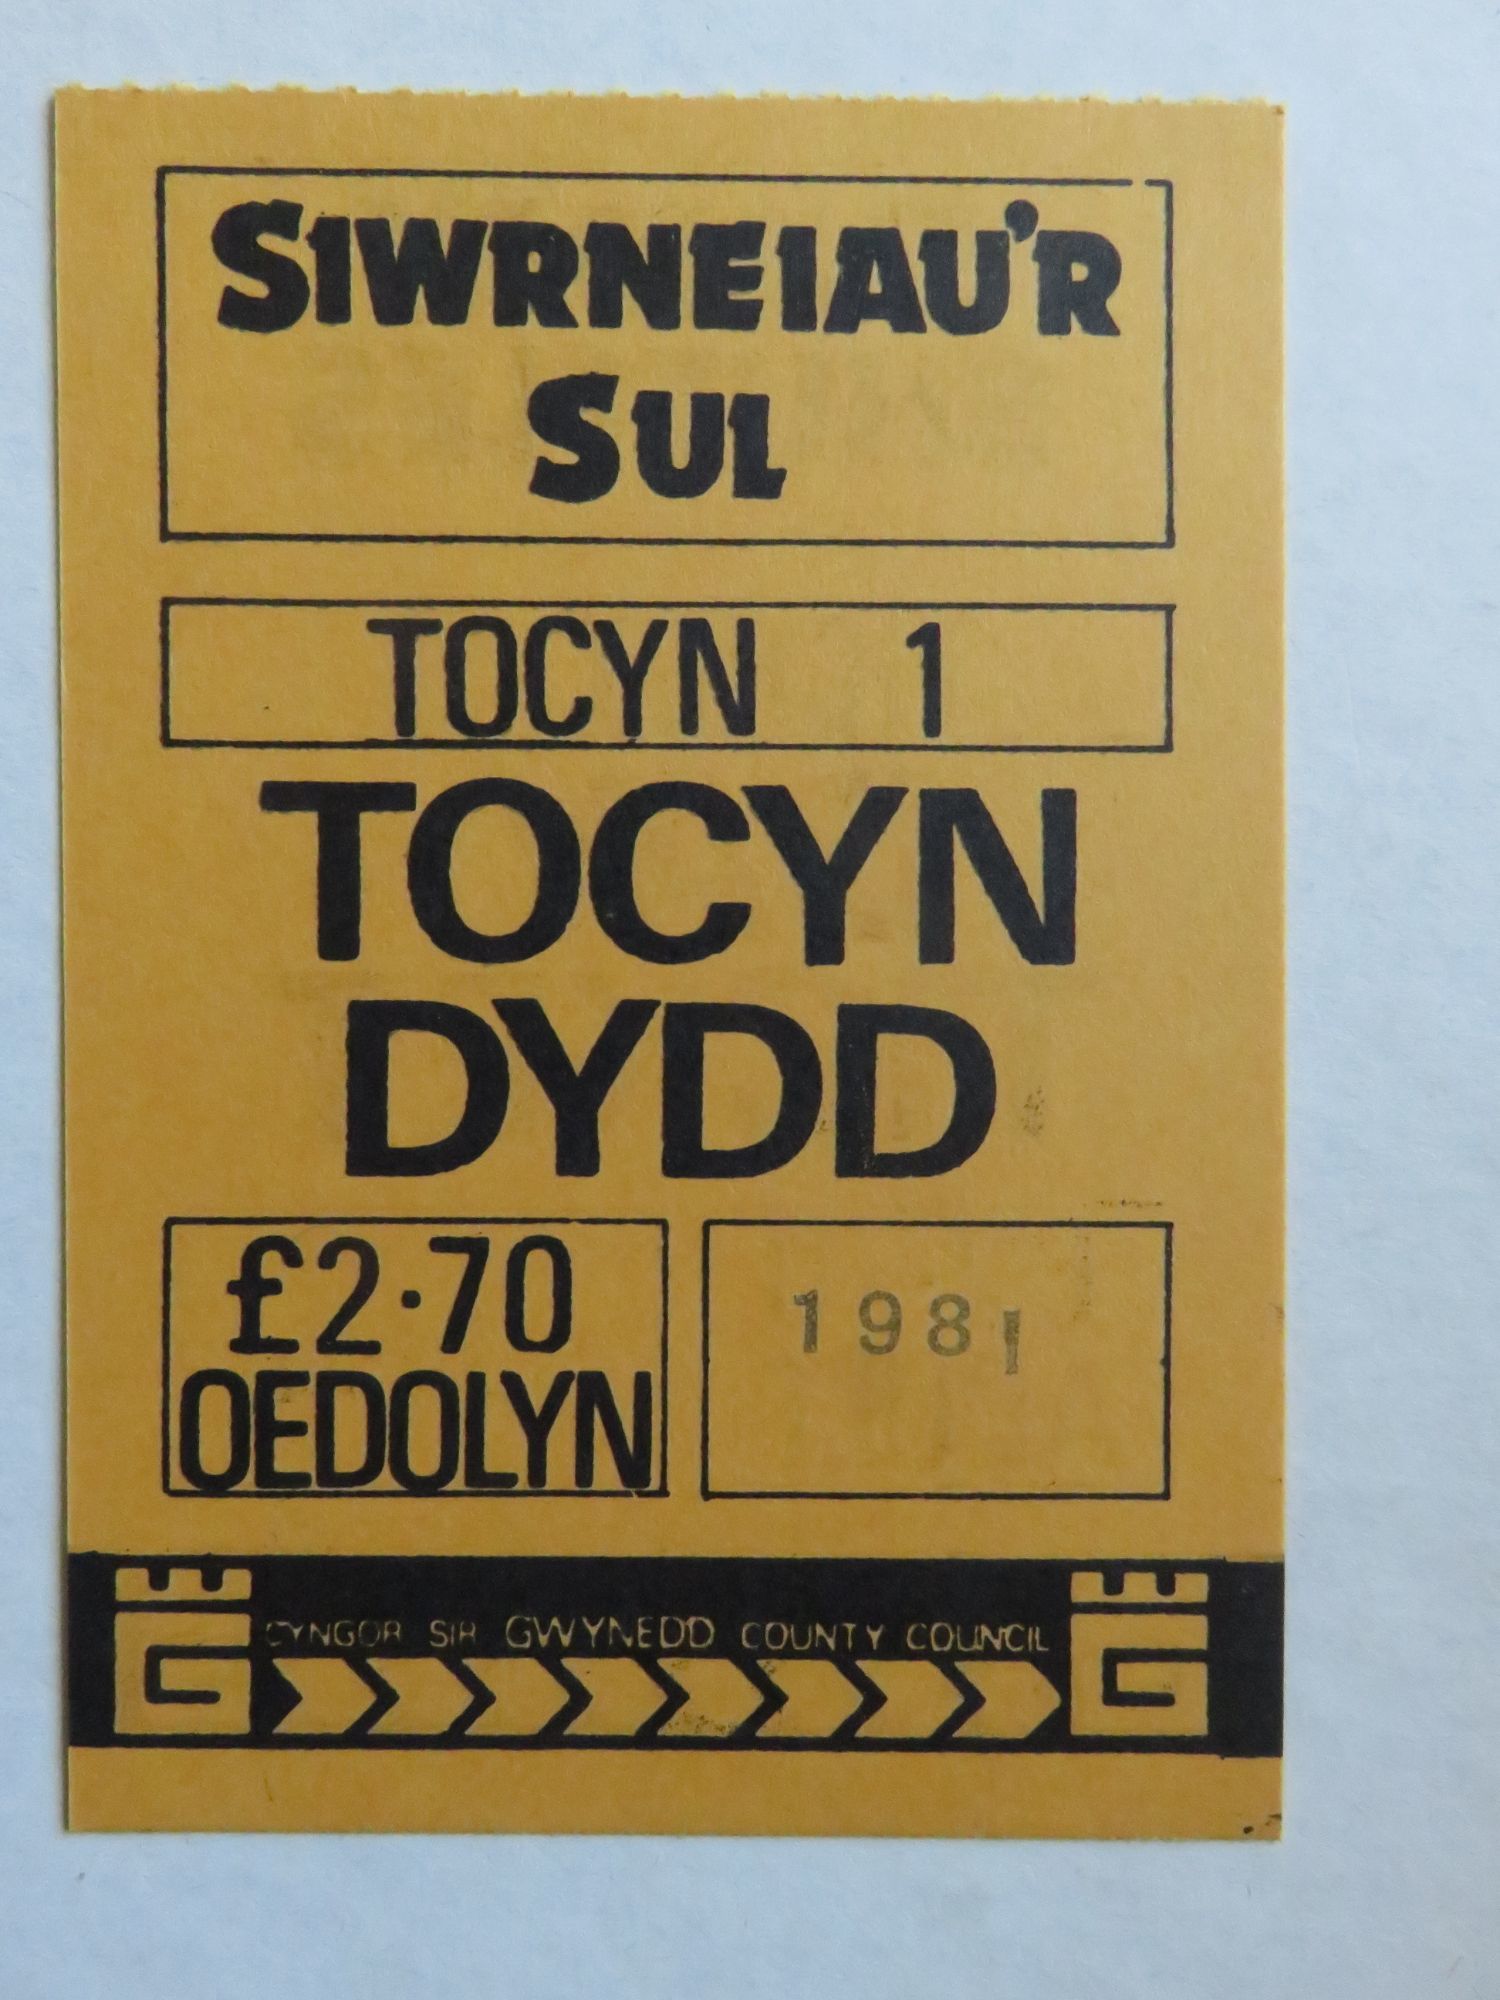 SIWRNEIAU'R
SUL
TOCYN 1
TOCYN
DYDD
£2·70
OEDOLYN
1981
CYNGOR SIR GWYNEDD COUNTY COUNCIL